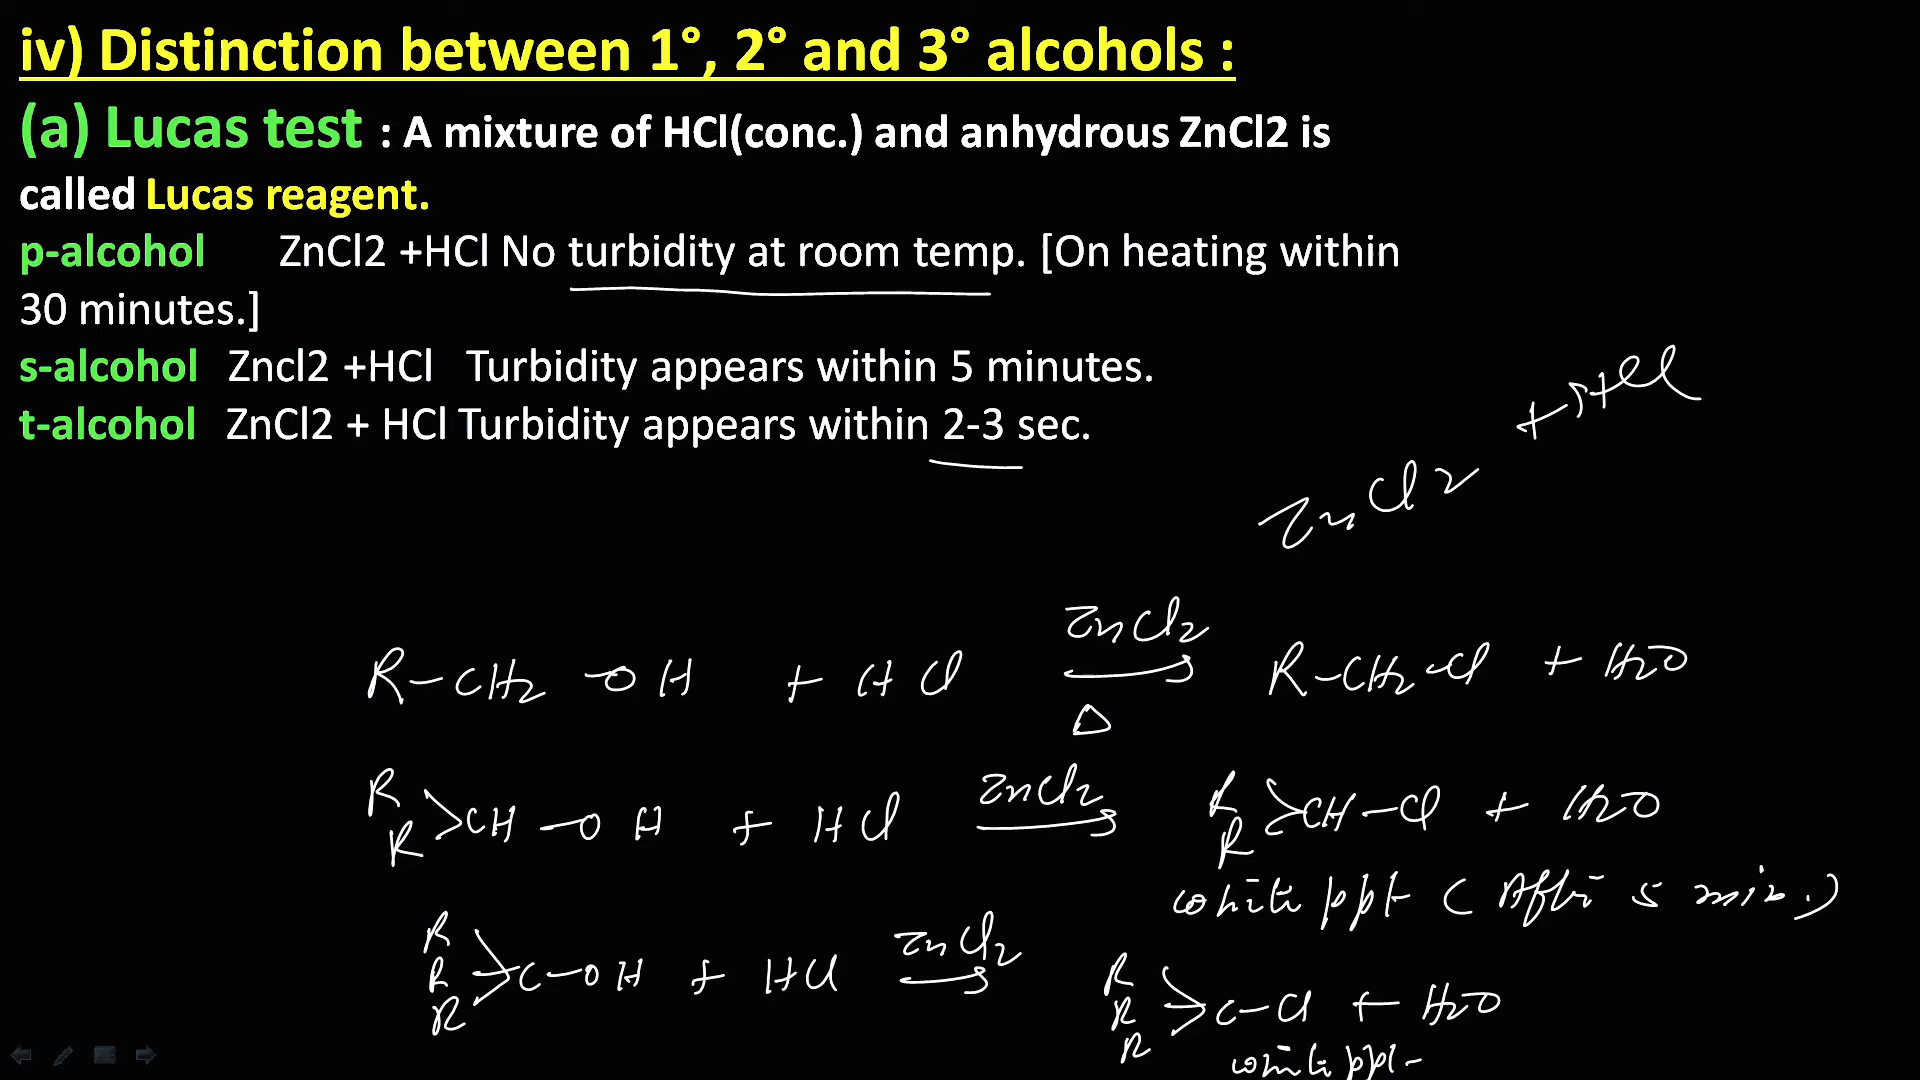 iv) Distinction between 1°, 2° and 3° alcohols :
(a) Lucas test : A mixture of HCl(conc.) and anhydrous ZnCl2 is
called Lucas reagent.
p-alcohol ZnCl2 +HCl No turbidity at room temp. [On heating within
30 minutes.]
s-alcohol Zncl2 +HCl Turbidity appears within 5 minutes.
t-alcohol ZnCl2 + HCl Turbidity appears within 2-3 sec.
ZnCl2 + HCl
R-CH2-OH + HCl ZnCl2 → Δ R-CH2-Cl + H2O
R R >CH-OH + HCl ZnCl2 → R R >CH-Cl + H2O
white ppt ( After 5 min.)
R R R >C-OH + HCl ZnCl2 → R R R >C-Cl + H2O
white ppt-